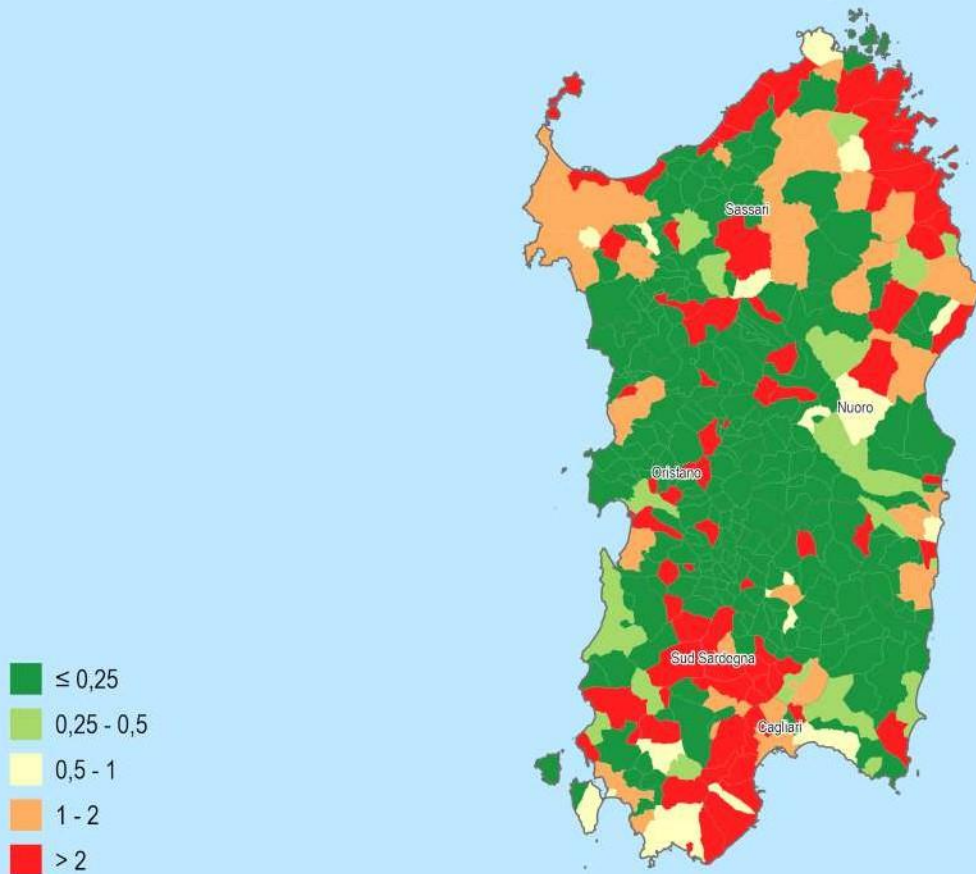 Sassari
Nuoro
Oristano
Sud Sardegna
Cagliari
≤ 0,25
0,25 - 0,5
0,5 - 1
1 - 2
> 2